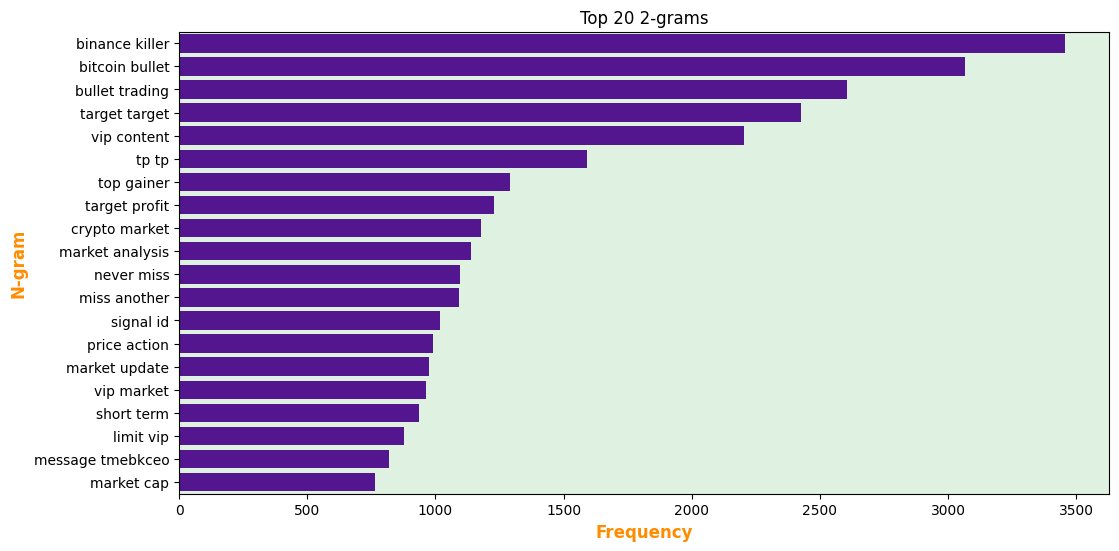 Top 20 2-grams
binance killer
bitcoin bullet
bullet trading
target target
vip content
tp tp
top gainer
target profit
crypto market
market analysis
never miss
miss another
signal id
price action
market update
vip market
short term
limit vip
message tmebkceo
market cap
N-gram
0 500 1000 1500 2000 2500 3000 3500
Frequency